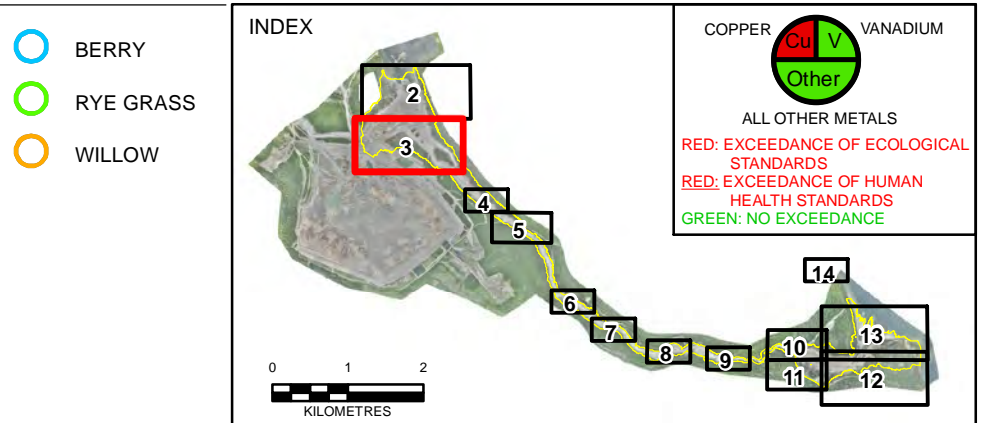 BERRY
RYE GRASS
WILLOW
INDEX
2
3
4
5
6
7
8
9
10
11
12
13
14
0 1 2
KILOMETRES
COPPER
VANADIUM
Cu V
Other
ALL OTHER METALS
RED: EXCEEDANCE OF ECOLOGICAL
STANDARDS
RED: EXCEEDANCE OF HUMAN
HEALTH STANDARDS
GREEN: NO EXCEEDANCE